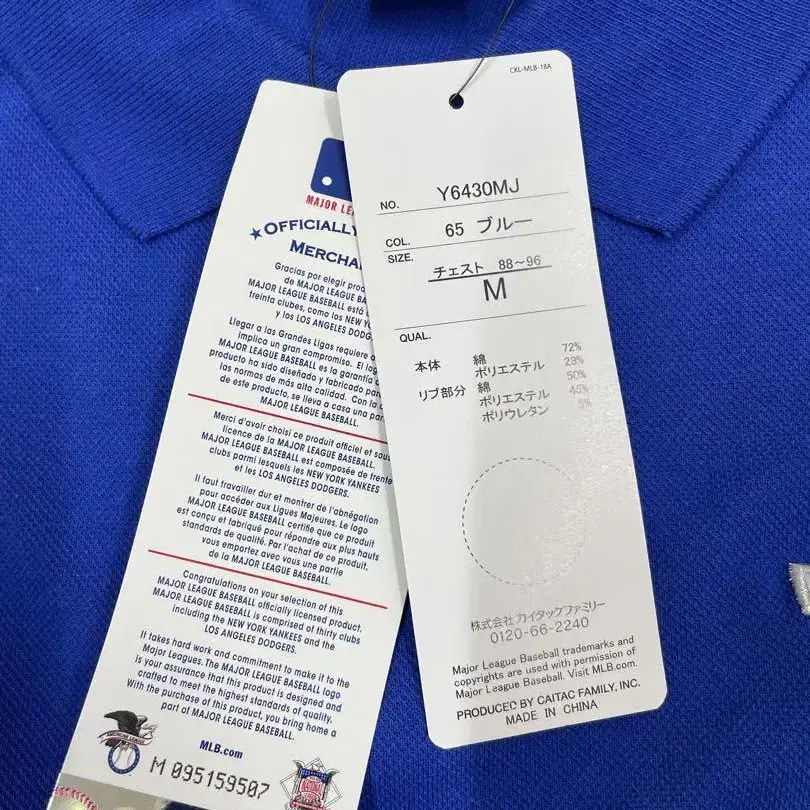 MAJOR LE
OFFICIALLY
MERCHA
Gracias por elegir prod
de MAJOR LEAGUE BAS
MAJOR LEAGUE BASEBALL está
treinta clubes, como los NEW YO
y los LOS ANGELES DODG
Llegar a las Grandes Ligas requiere
implica un gran compromiso. El log
MAJOR LEAGUE BASEBALL es la garantía
producto ha sido diseñado y fabricado para
las normas de más alta calidad. Con la
de este producto, se lleva a casa una par
MAJOR LEAGUE BASEBALL.
Merci d'avoir choisi ce produit officiel et sous
licence de la MAJOR LEAGUE BASEBALL.
MAJOR LEAGUE BASEBALL est composée de trente
clubs parmi lesquels les NEW YORK YANKEES
et les LOS ANGELES DODGERS.
Il faut travailler dur et montrer de l'abnégation
pour accéder aux Ligues Majeures. Le logo
MAJOR LEAGUE BASEBALL certifie que ce produit
est conçu et fabriqué pour répondre aux plus hauts
standards de qualité. Par l'achat de ce produit,
vous emportez avec vous une partie
de la MAJOR LEAGUE BASEBALL.
Congratulations on your selection of this
MAJOR LEAGUE BASEBALL officially licensed product.
MAJOR LEAGUE BASEBALL is comprised of thirty clubs
including the NEW YORK YANKEES and the
LOS ANGELES DODGERS.
It takes hard work and commitment to make it to the
Major Leagues. The MAJOR LEAGUE BASEBALL logo
is your assurance that this product is designed and
crafted to meet the highest standards of quality.
With the purchase of this product, you bring home a
part of MAJOR LEAGUE BASEBALL.
MLB.com
AMERICAN LEAGUE
M 095159507
NATIONAL
LEAGUE
CKL-MLB-18A
NO. Y6430MJ
COL. 65 ブルー
SIZE.
チェスト 88～96
M
QUAL.
本体 綿 72%
ポリエステル 28%
リブ部分 綿 50%
ポリエステル 45%
ポリウレタン 5%
株式会社 カイタックファミリー
0120-66-2240
Major League Baseball trademarks and
copyrights are used with permission of
Major League Baseball. Visit MLB.com.
PRODUCED BY CAITAC FAMILY, INC.
MADE IN CHINA